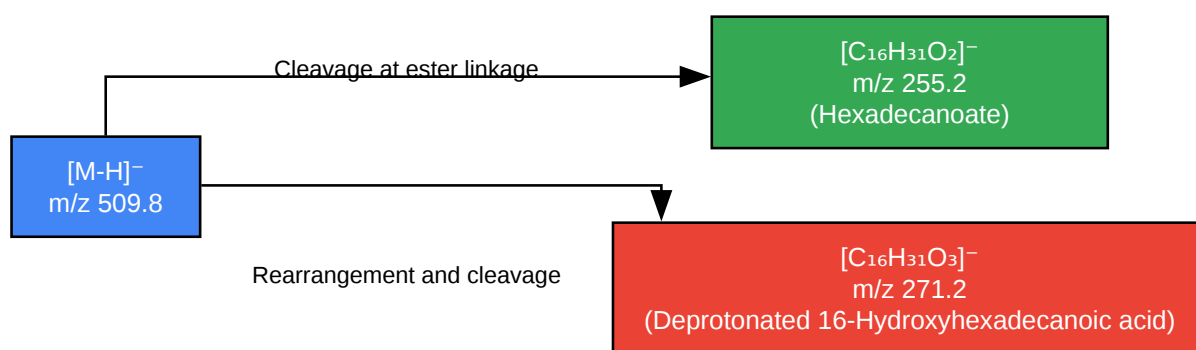 [C₁₆H₃₁O₂]⁻
m/z 255.2
(Hexadecanoate)
Cleavage at ester linkage
[M-H]⁻
m/z 509.8
Rearrangement and cleavage
[C₁₆H₃₁O₃]⁻
m/z 271.2
(Deprotonated 16-Hydroxyhexadecanoic acid)